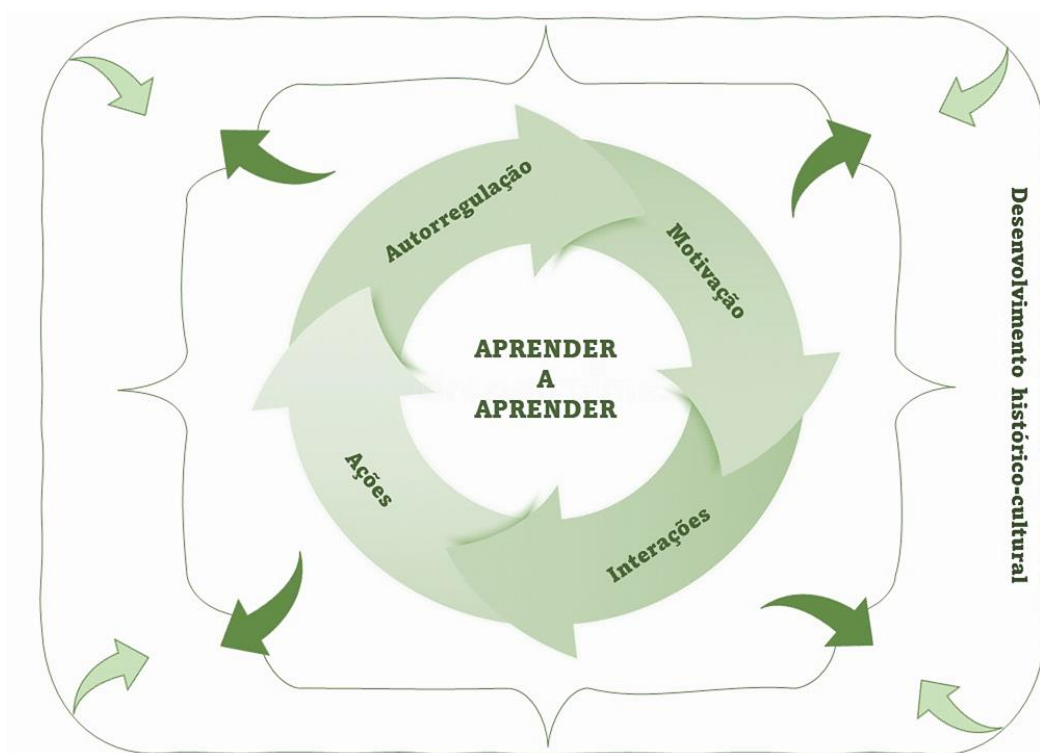 Autorregulação
Motivação
APRENDER
A
APRENDER
Ações
Interações
Desenvolvimento histórico-cultural